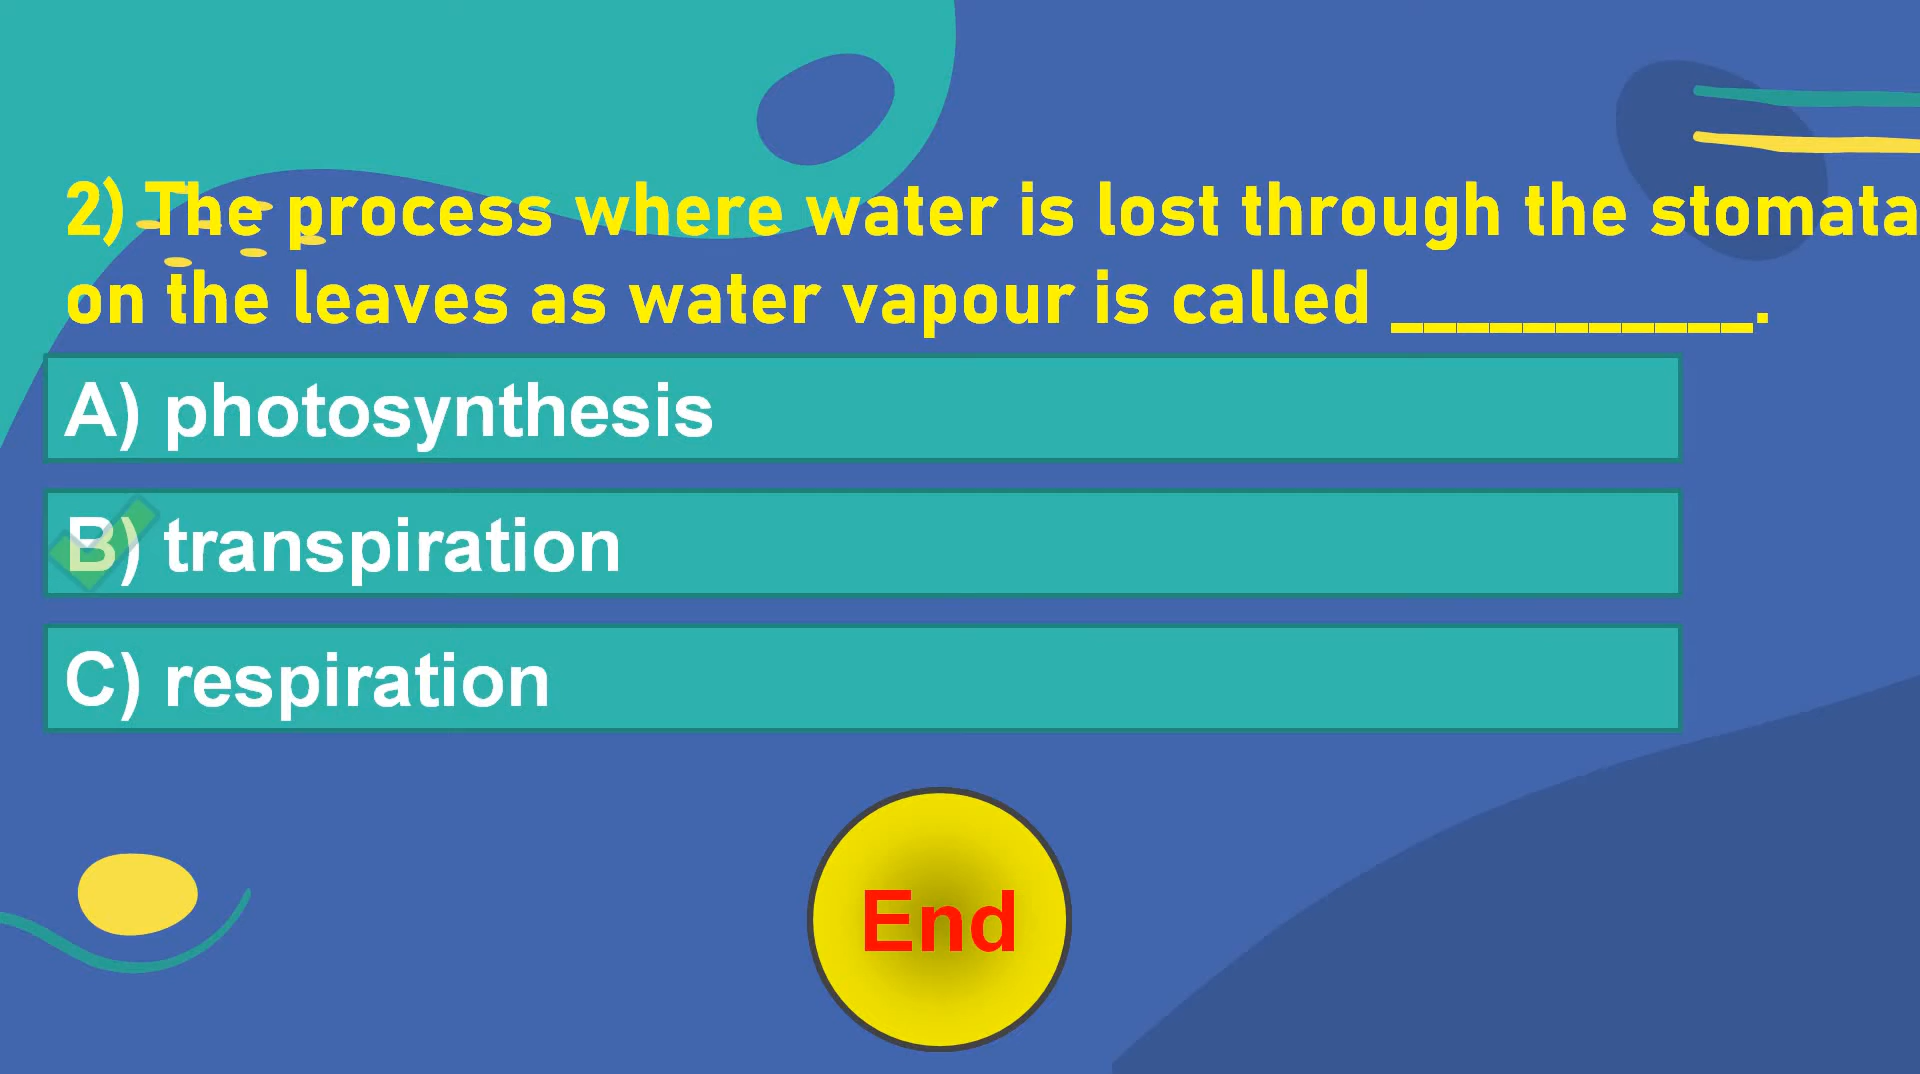 2) The process where water is lost through the stomata
on the leaves as water vapour is called ___________.
A) photosynthesis
B) transpiration
C) respiration
End